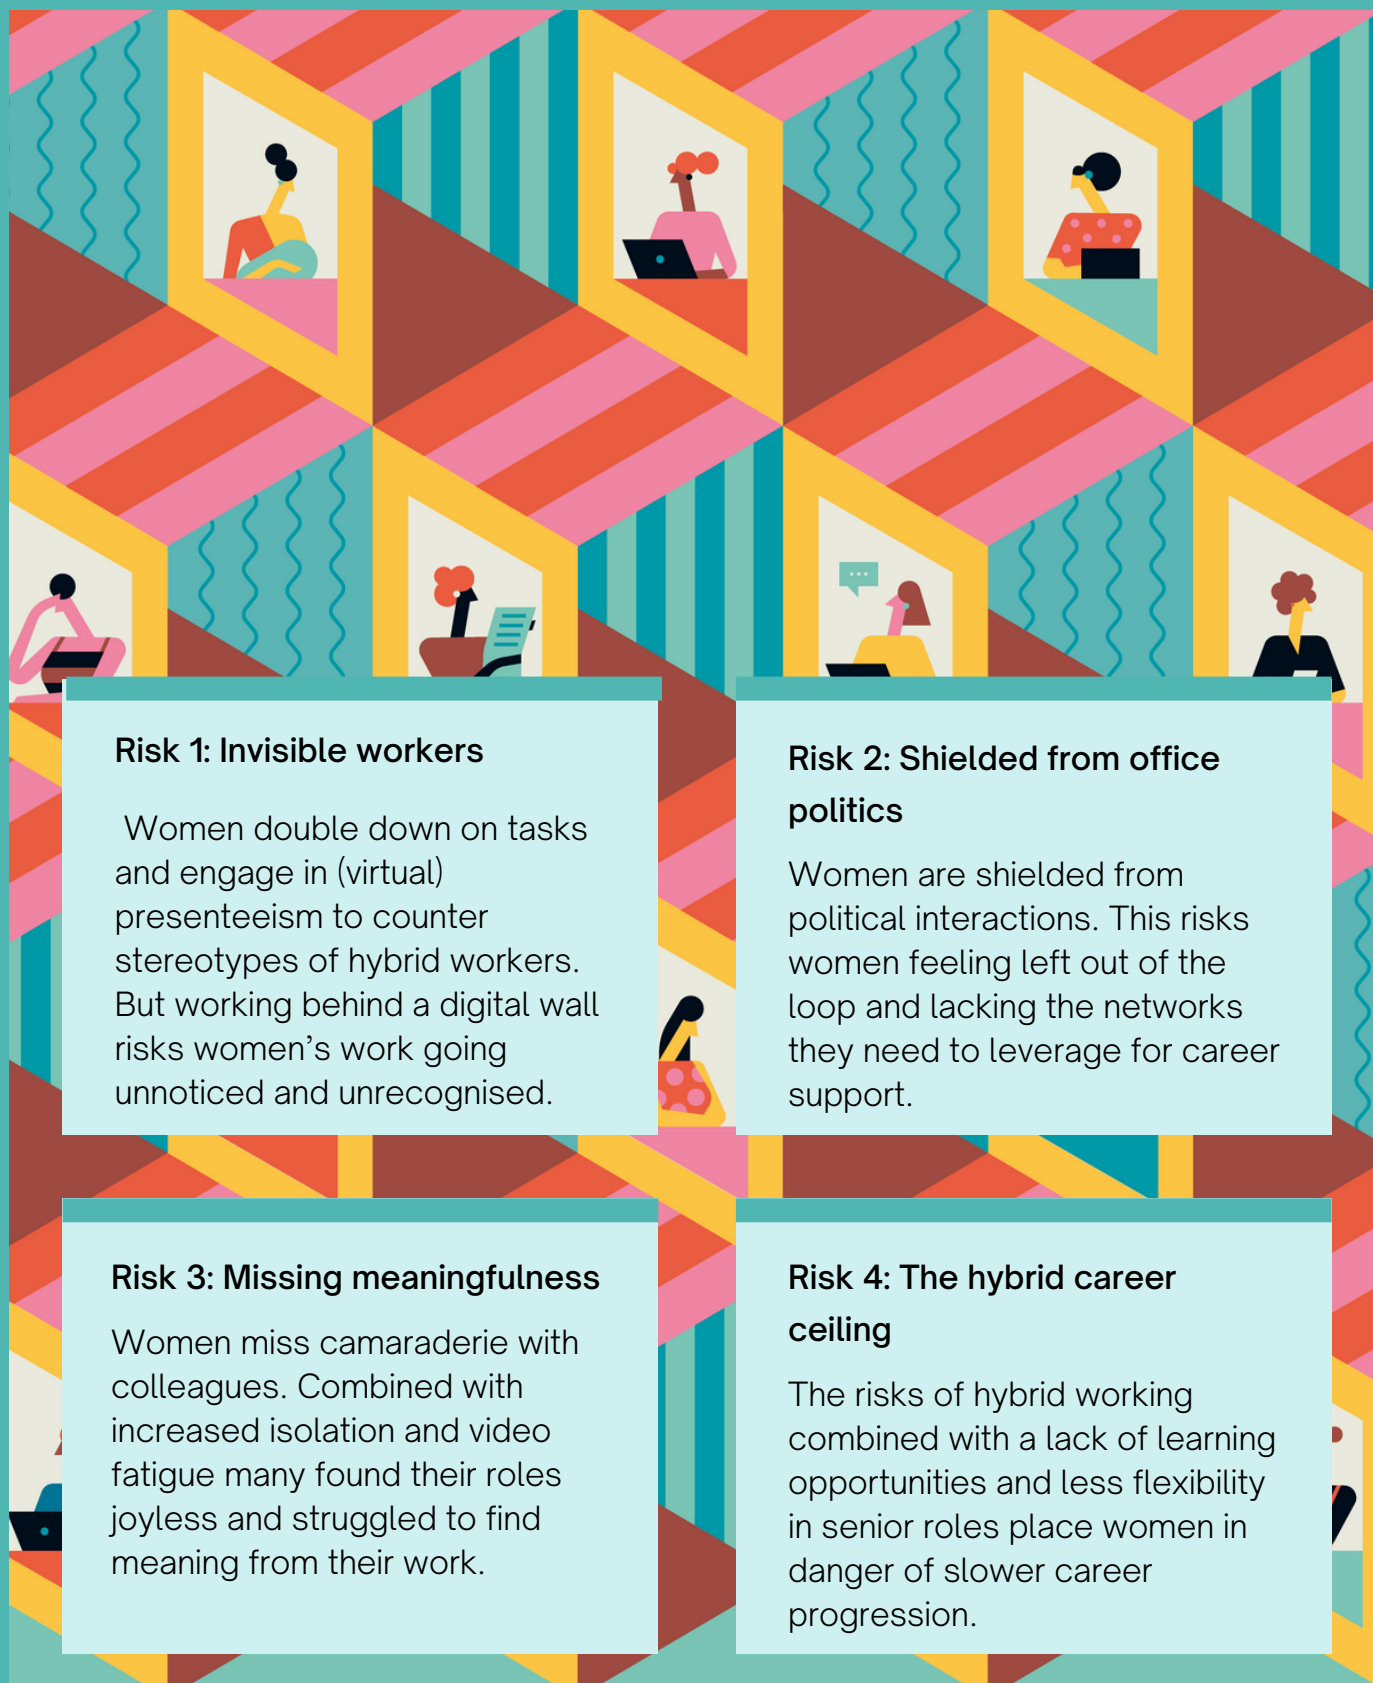 Risk 1: Invisible workers
Women double down on tasks
and engage in (virtual)
presenteeism to counter
stereotypes of hybrid workers.
But working behind a digital wall
risks women's work going
unnoticed and unrecognised.
Risk 2: Shielded from office
politics
Women are shielded from
political interactions. This risks
women feeling left out of the
loop and lacking the networks
they need to leverage for career
support.
Risk 3: Missing meaningfulness
Women miss camaraderie with
colleagues. Combined with
increased isolation and video
fatigue many found their roles
joyless and struggled to find
meaning from their work.
Risk 4: The hybrid career
ceiling
The risks of hybrid working
combined with a lack of learning
opportunities and less flexibility
in senior roles place women in
danger of slower career
progression.